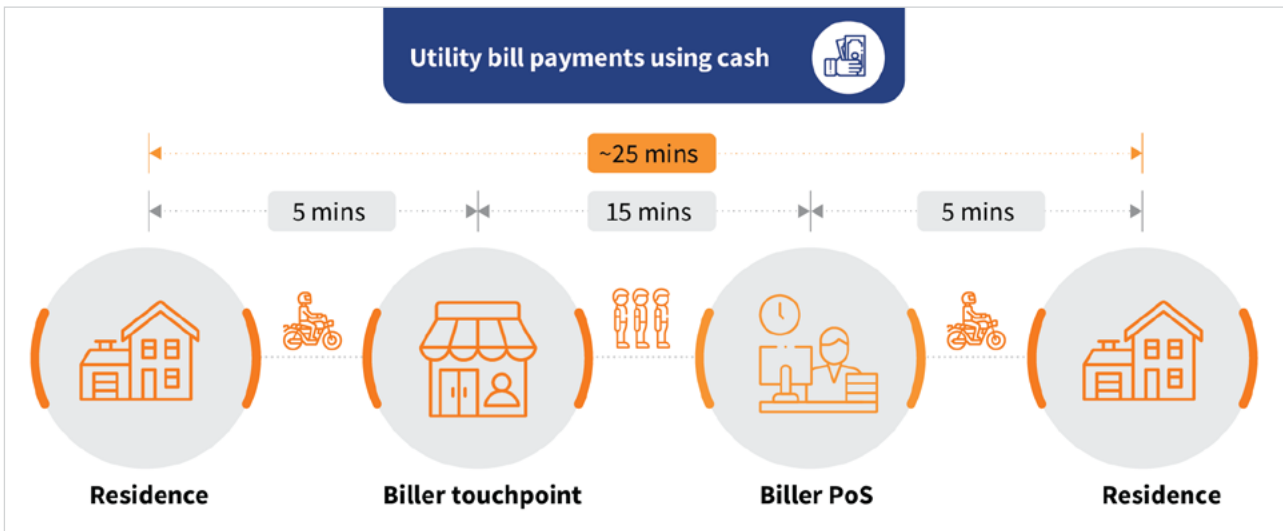 Utility bill payments using cash
~25 mins
5 mins
15 mins
5 mins
Residence
Biller touchpoint
Biller PoS
Residence